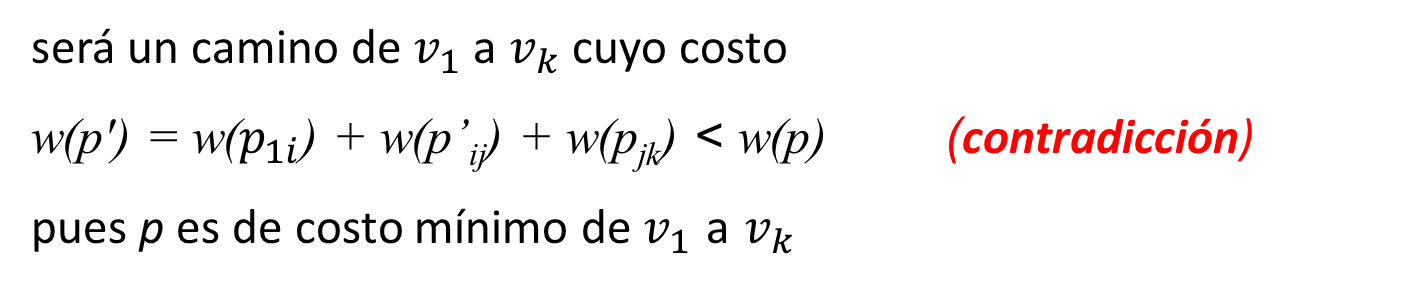 será un camino de v₁ a vₖ cuyo costo
w(p') = w(p₁ᵢ) + w(p’ᵢⱼ) + w(pⱼₖ) < w(p) (contradicción)
pues p es de costo mínimo de v₁ a vₖ